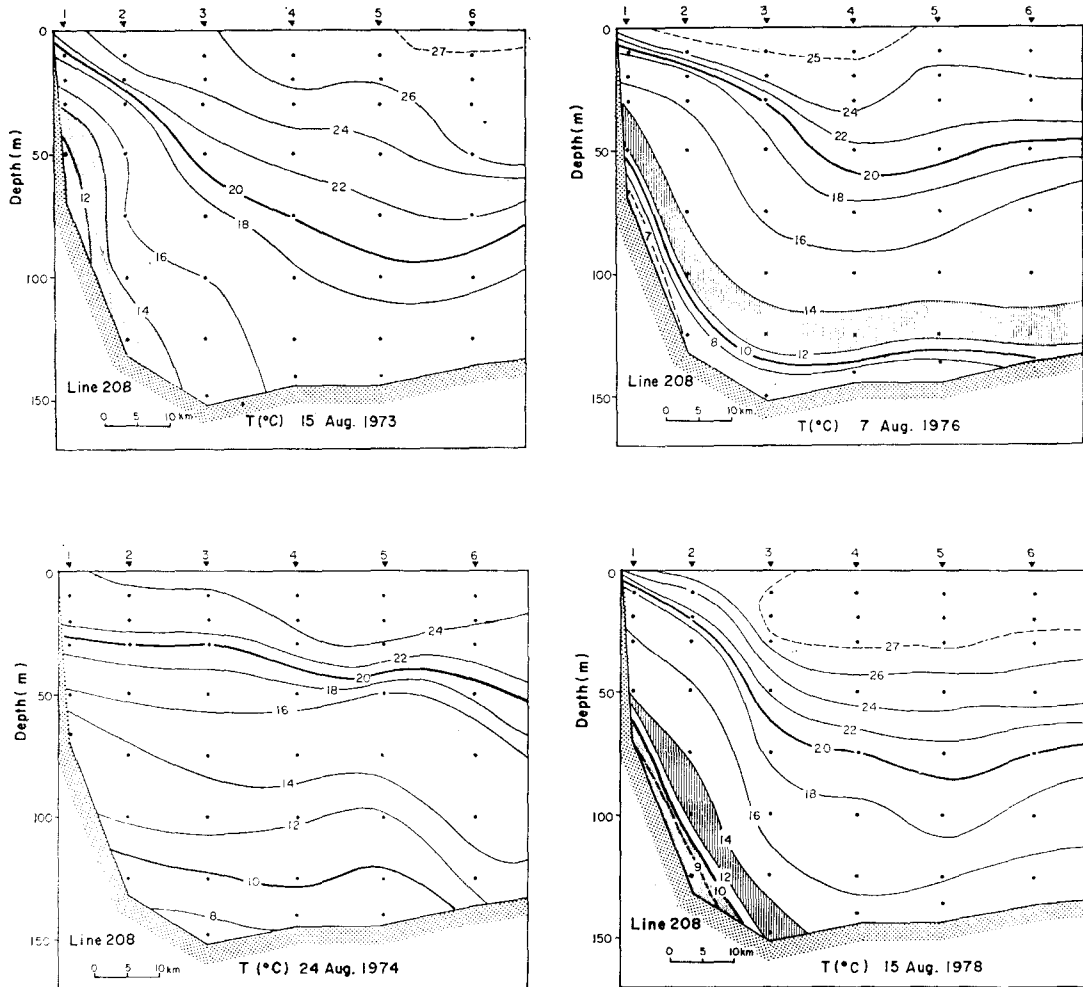 1 2 3 4 5 6
0
50
100
150
Depth (m)
27
26
24
22
20
18
16
14
12
Line 208
0 5 10 km
T (°C) 15 Aug. 1973
1 2 3 4 5 6
0
50
100
150
Depth (m)
25
24
22
20
18
16
14
12
10
8
7
Line 208
0 5 10 km
T (°C) 7 Aug. 1976
1 2 3 4 5 6
0
50
100
150
Depth (m)
24
22
20
18
16
14
12
10
8
Line 208
0 5 10 km
T (°C) 24 Aug. 1974
1 2 3 4 5 6
0
50
100
150
Depth (m)
27
26
24
22
20
18
16
14
12
10
9
Line 208
0 5 10 km
T (°C) 15 Aug. 1978